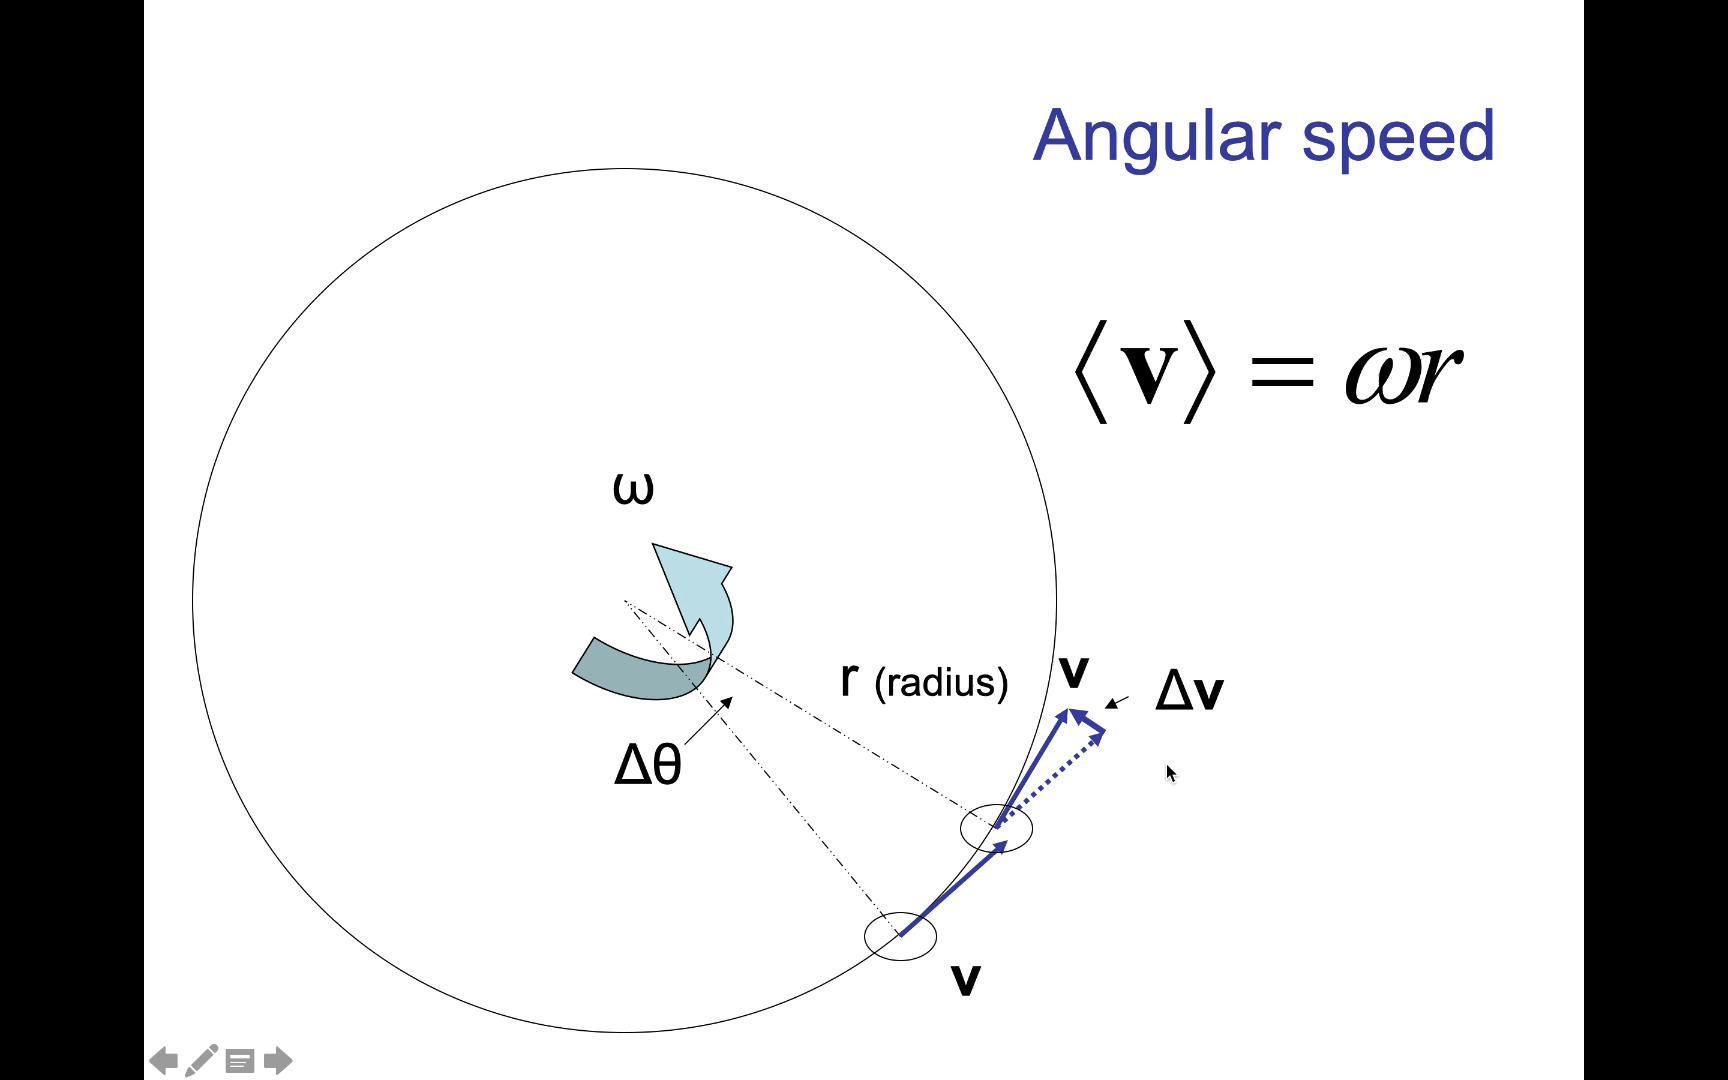 Angular speed
⟨v⟩ = ωr
ω
r (radius)
v
Δv
Δθ
v